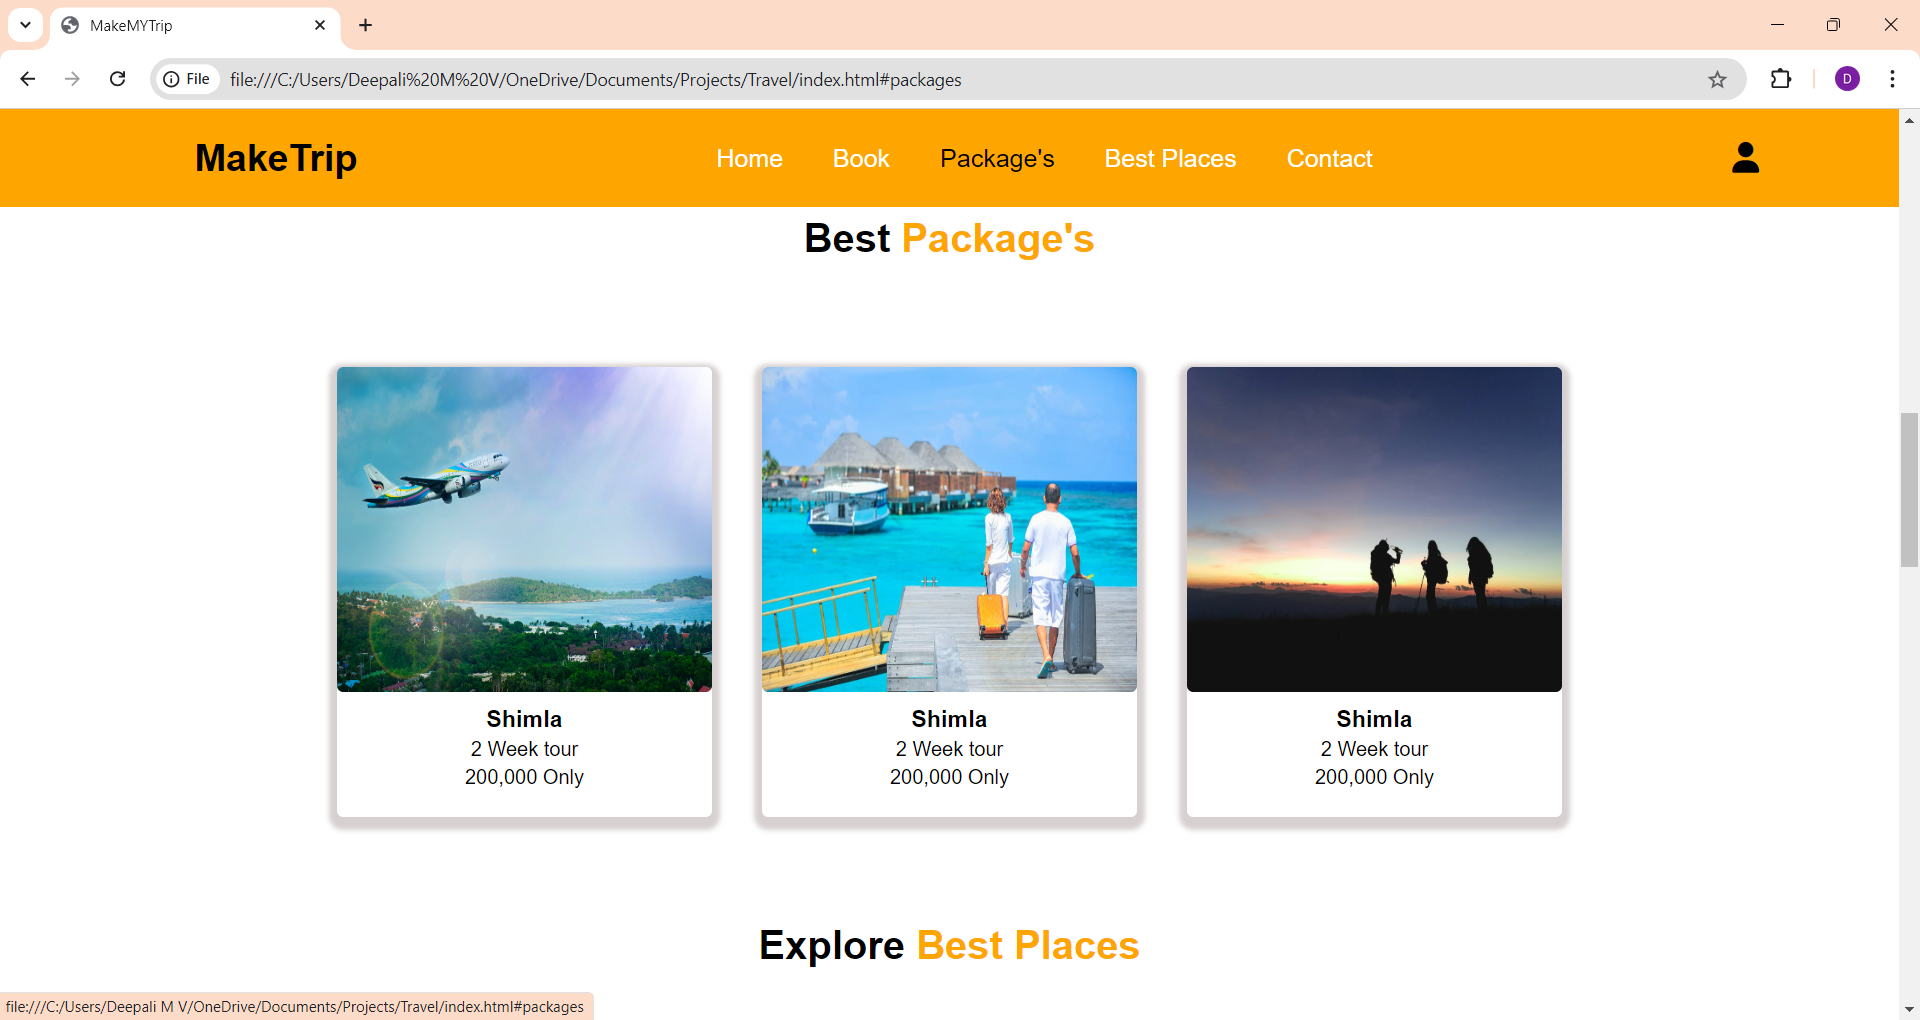 MakeMYTrip
File file:///C:/Users/Deepali%20M%20V/OneDrive/Documents/Projects/Travel/index.html#packages
D
MakeTrip Home Book Package's Best Places Contact
Best Package's
Shimla Shimla Shimla
2 Week tour 2 Week tour 2 Week tour
200,000 Only 200,000 Only 200,000 Only
Explore Best Places
file:///C:/Users/Deepali M V/OneDrive/Documents/Projects/Travel/index.html#packages